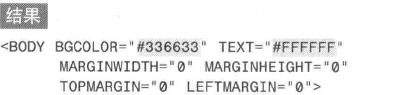 结果
<BODY BGCOLOR="#336633" TEXT="#FFFFFF"
MARGINWIDTH="0" MARGINHEIGHT="0"
TOPMARGIN="0" LEFTMARGIN="0">